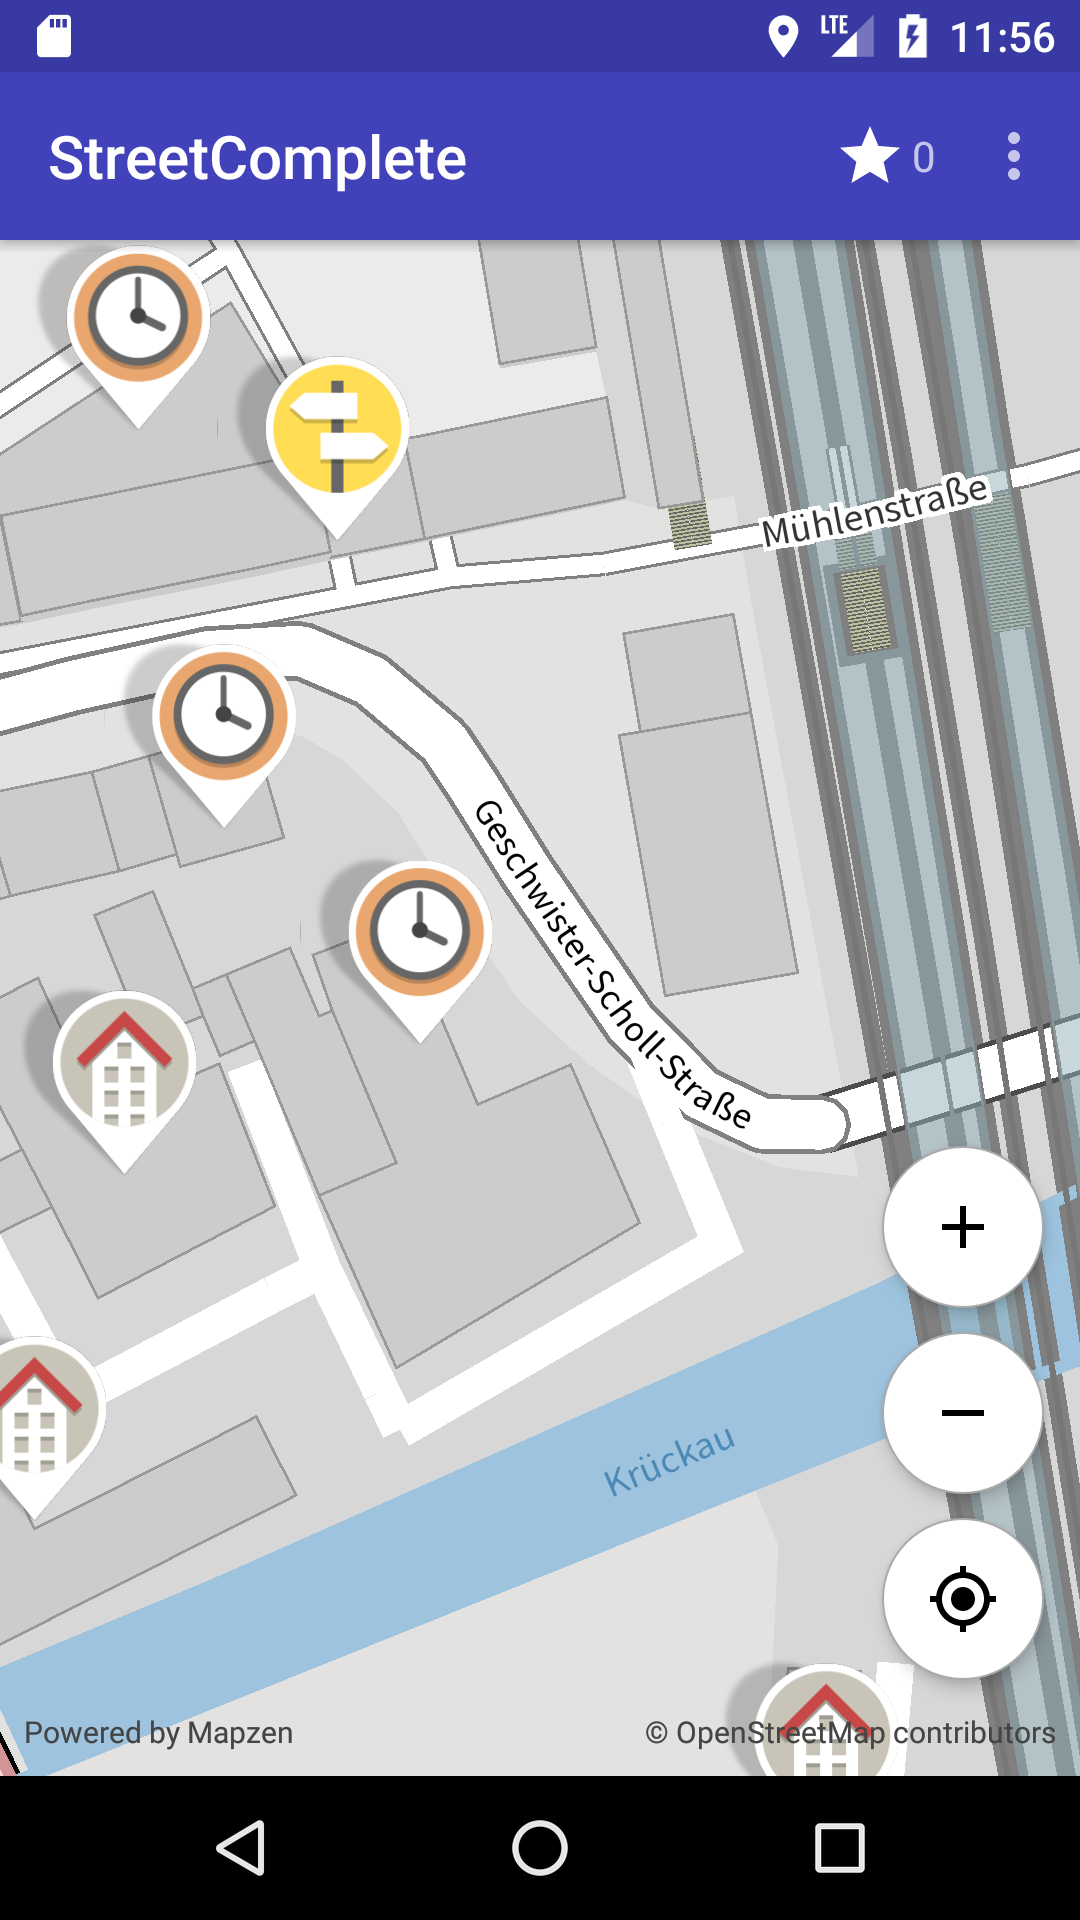 LTE 11:56
StreetComplete 0
Mühlenstraße
Geschwister-Scholl-Straße
Krückau
Powered by Mapzen
© OpenStreetMap contributors